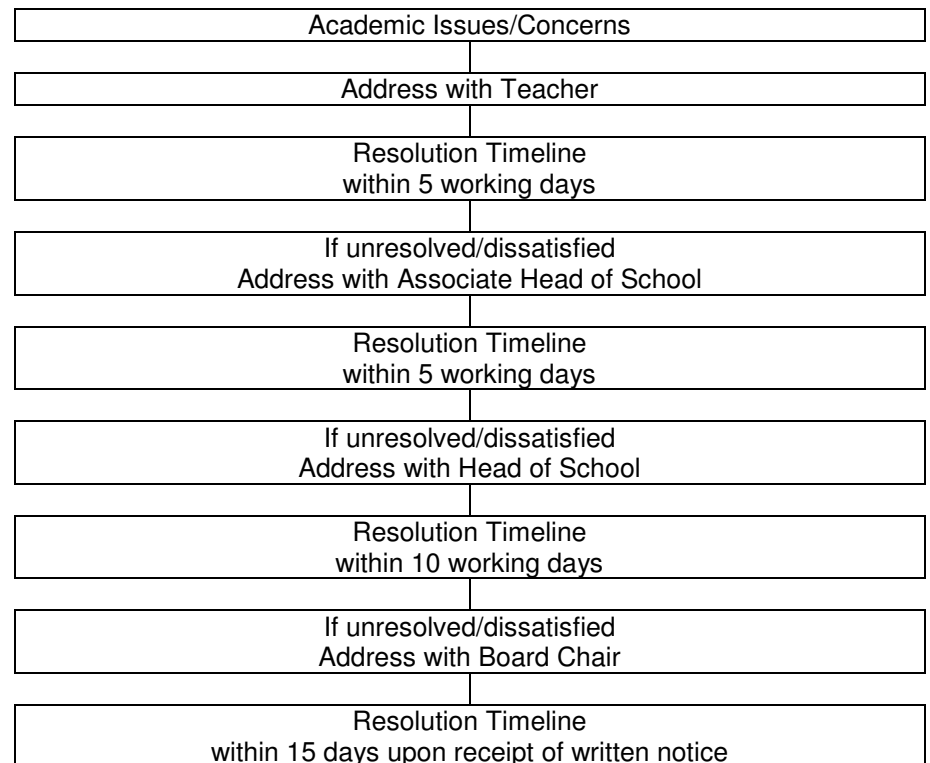 Academic Issues/Concerns
Address with Teacher
Resolution Timeline
within 5 working days
If unresolved/dissatisfied
Address with Associate Head of School
Resolution Timeline
within 5 working days
If unresolved/dissatisfied
Address with Head of School
Resolution Timeline
within 10 working days
If unresolved/dissatisfied
Address with Board Chair
Resolution Timeline
within 15 days upon receipt of written notice